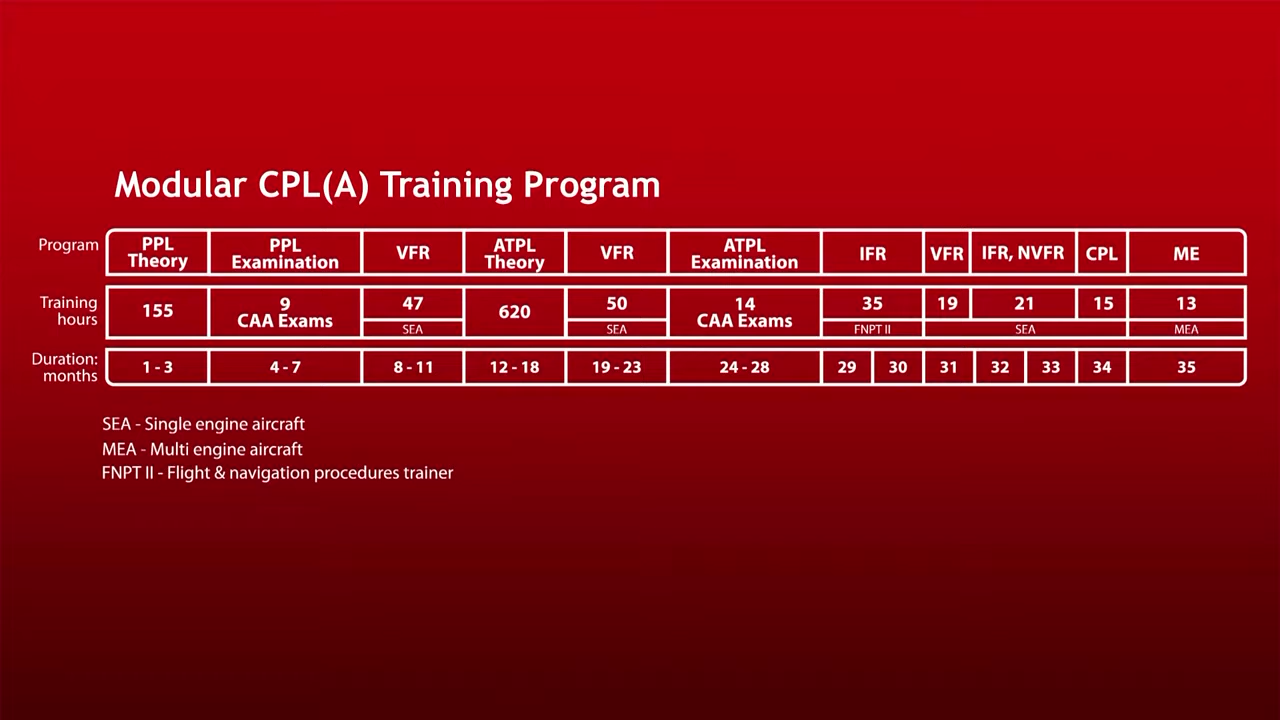 Modular CPL(A) Training Program
Program PPL Theory PPL Examination VFR ATPL Theory VFR ATPL Examination IFR VFR IFR, NVFR CPL ME
Training hours 155 9 CAA Exams 47 620 50 14 CAA Exams 35 19 21 15 13
SEA SEA FNPT II SEA MEA
Duration: months 1 - 3 4 - 7 8 - 11 12 - 18 19 - 23 24 - 28 29 30 31 32 33 34 35
SEA - Single engine aircraft
MEA - Multi engine aircraft
FNPT II - Flight & navigation procedures trainer